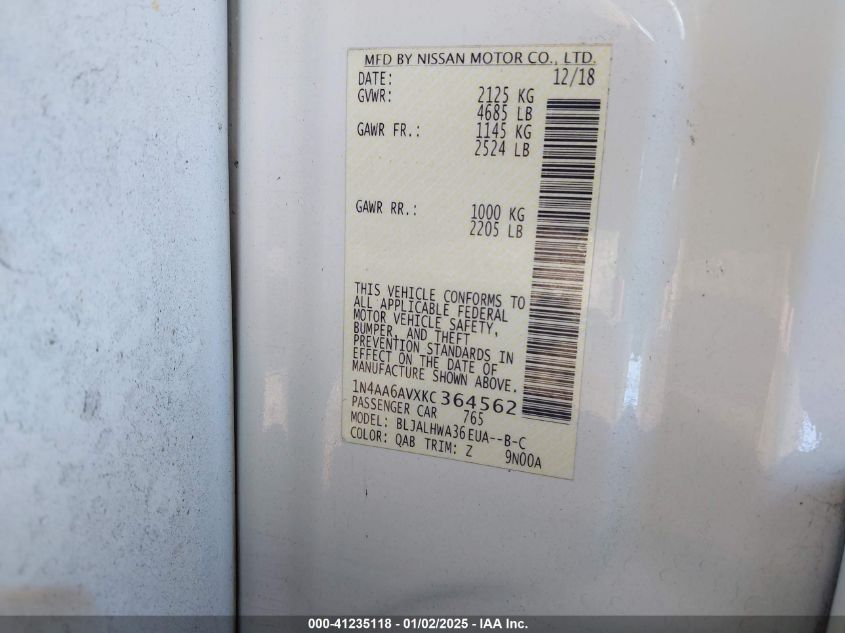 MFD BY NISSAN MOTOR CO., LTD.
DATE: 12/18
GVWR: 2125 KG
4685 LB
GAWR FR.: 1145 KG
2524 LB
GAWR RR.: 1000 KG
2205 LB
THIS VEHICLE CONFORMS TO
ALL APPLICABLE FEDERAL
MOTOR VEHICLE SAFETY,
BUMPER, AND THEFT
PREVENTION STANDARDS IN
EFFECT ON THE DATE OF
MANUFACTURE SHOWN ABOVE.
1N4AA6AVXKC364562
PASSENGER CAR 765
MODEL: BLJALHWA36EUA--B-C
COLOR: QAB TRIM: Z 9N00A
000-41235118 - 01/02/2025 - IAA Inc.